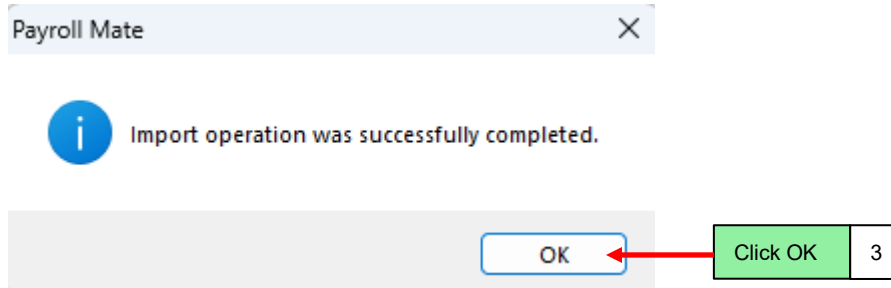 Payroll Mate
Import operation was successfully completed.
OK
Click OK 3